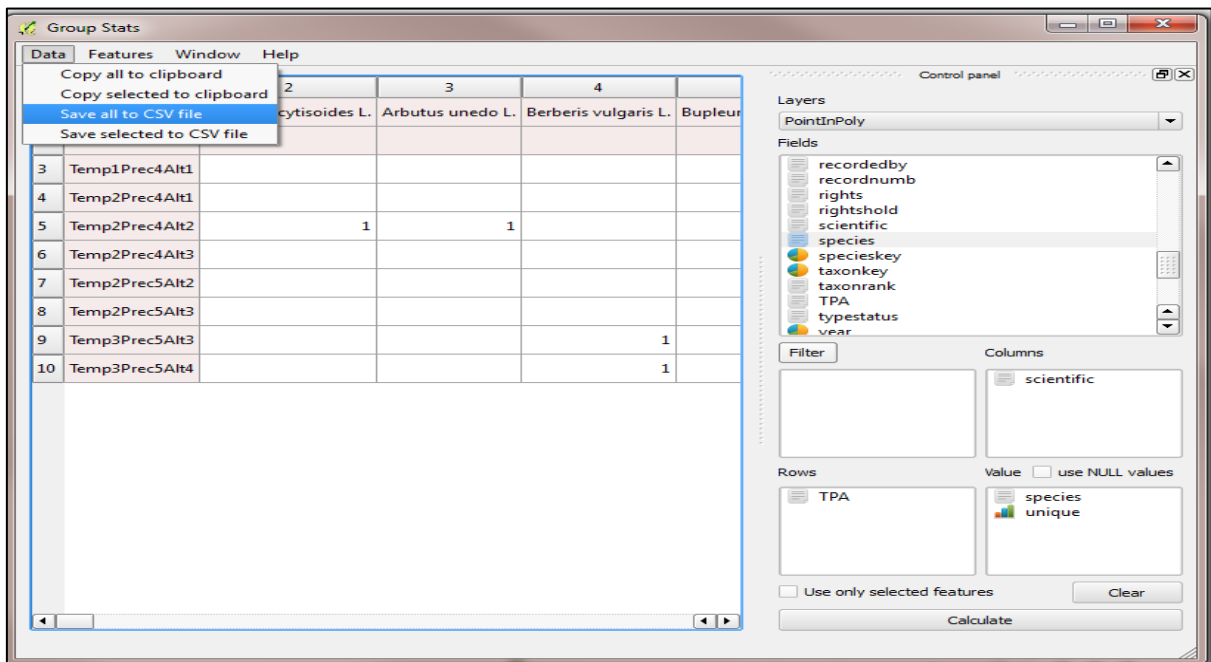 Group Stats
Data Features Window Help
Copy all to clipboard
Copy selected to clipboard
Save all to CSV file
Save selected to CSV file
2 3 4
cytisoides L. Arbutus unedo L. Berberis vulgaris L. Bupleur
3 Temp1Prec4Alt1
4 Temp2Prec4Alt1
5 Temp2Prec4Alt2 1 1
6 Temp2Prec4Alt3
7 Temp2Prec5Alt2
8 Temp2Prec5Alt3
9 Temp3Prec5Alt3 1
10 Temp3Prec5Alt4 1
Control panel
Layers
PointInPoly
Fields
recordedby
recordnumb
rights
rightshold
scientific
species
specieskey
taxonkey
taxonrank
TPA
typestatus
year
Filter Columns
scientific
Rows Value use NULL values
TPA species
unique
Use only selected features Clear
Calculate